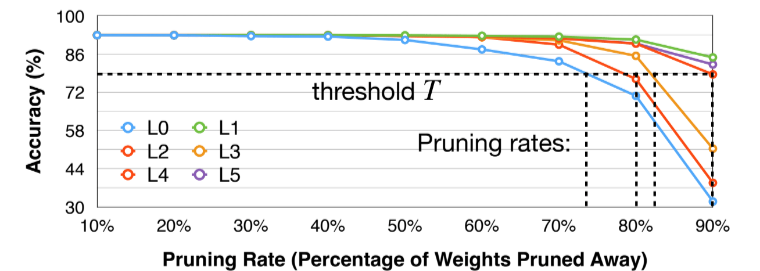 100
86
72
58
44
30
Accuracy (%)
threshold T
L0 L1
L2 L3
L4 L5
Pruning rates:
10% 20% 30% 40% 50% 60% 70% 80% 90%
Pruning Rate (Percentage of Weights Pruned Away)